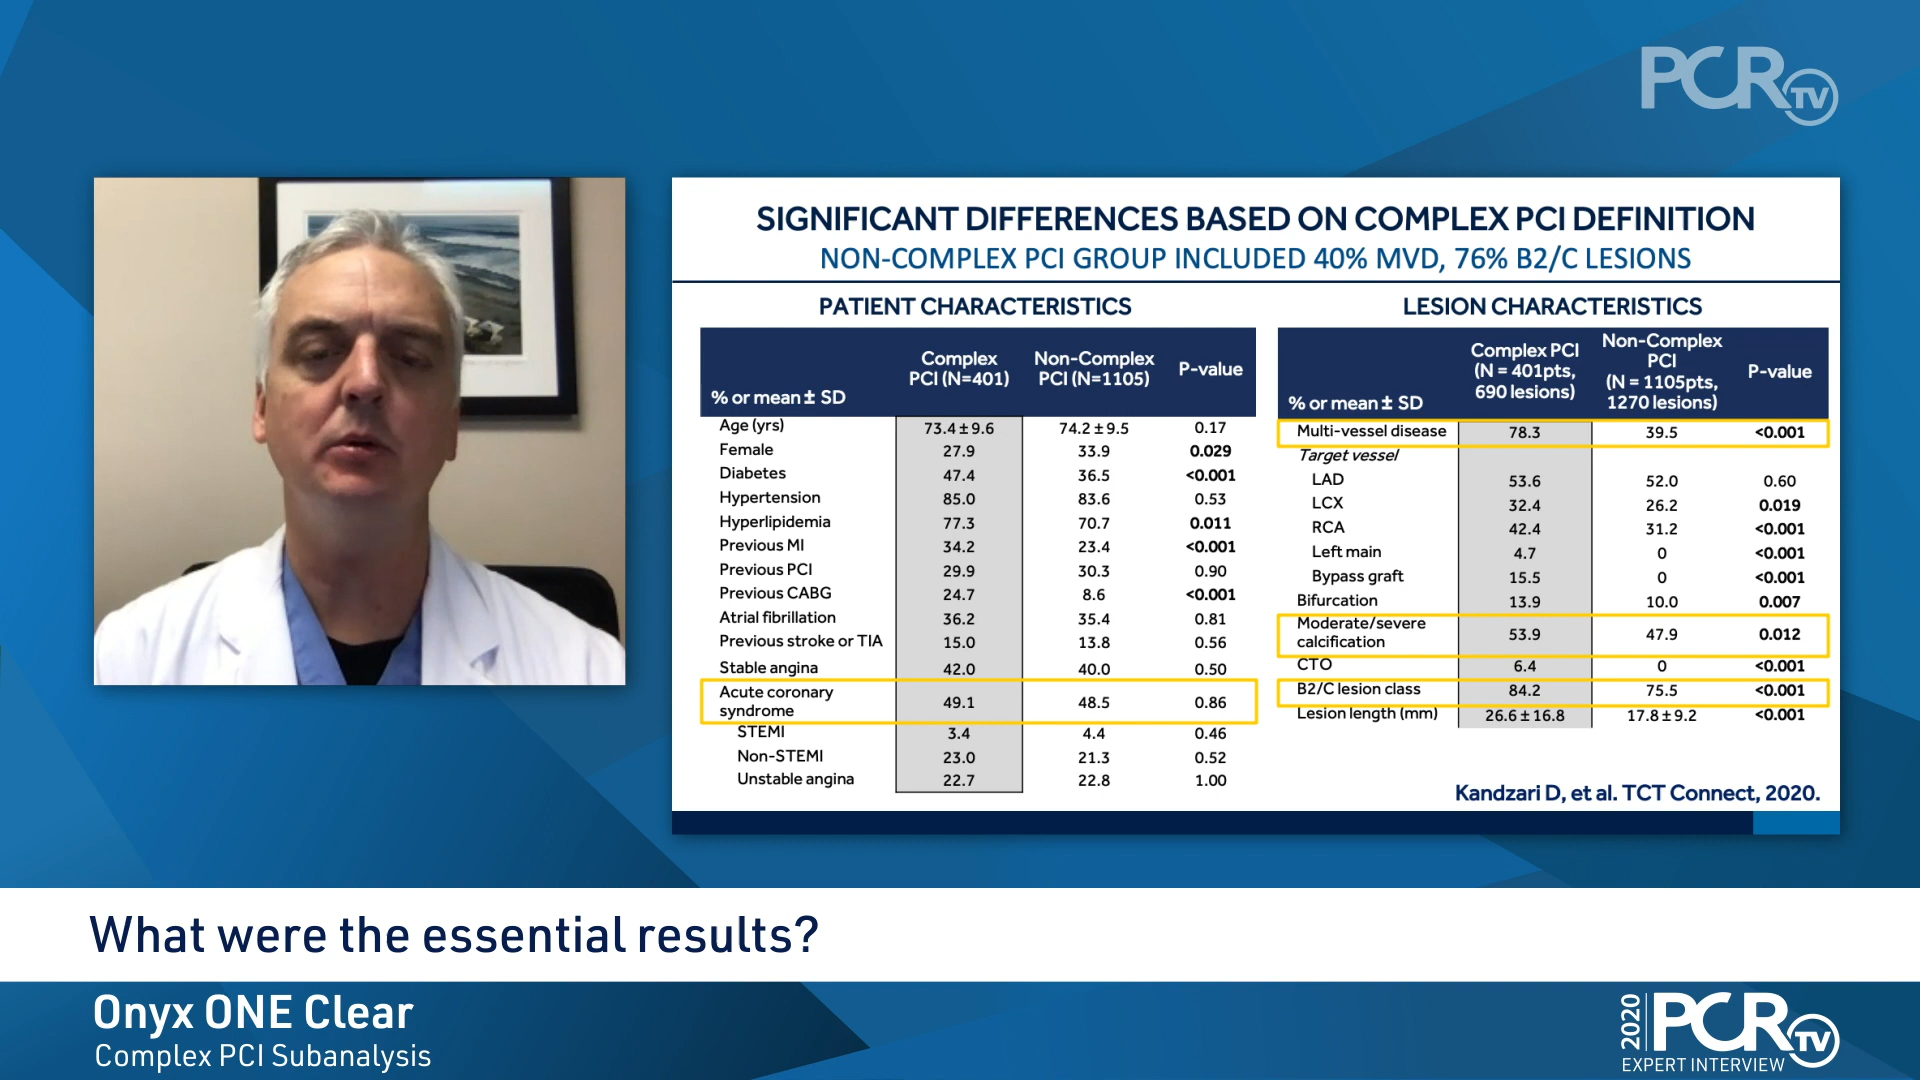 PCR TV
SIGNIFICANT DIFFERENCES BASED ON COMPLEX PCI DEFINITION
NON-COMPLEX PCI GROUP INCLUDED 40% MVD, 76% B2/C LESIONS
PATIENT CHARACTERISTICS
% or mean ± SD | Complex PCI (N=401) | Non-Complex PCI (N=1105) | P-value
Age (yrs) 73.4±9.6 74.2±9.5 0.17
Female 27.9 33.9 0.029
Diabetes 47.4 36.5 <0.001
Hypertension 85.0 83.6 0.53
Hyperlipidemia 77.3 70.7 0.011
Previous MI 34.2 23.4 <0.001
Previous PCI 29.9 30.3 0.90
Previous CABG 24.7 8.6 <0.001
Atrial fibrillation 36.2 35.4 0.81
Previous stroke or TIA 15.0 13.8 0.56
Stable angina 42.0 40.0 0.50
Acute coronary syndrome 49.1 48.5 0.86
STEMI 3.4 4.4 0.46
Non-STEMI 23.0 21.3 0.52
Unstable angina 22.7 22.8 1.00
LESION CHARACTERISTICS
% or mean ± SD | Complex PCI (N = 401pts, 690 lesions) | Non-Complex PCI (N = 1105pts, 1270 lesions) | P-value
Multi-vessel disease 78.3 39.5 <0.001
Target vessel
LAD 53.6 52.0 0.60
LCX 32.4 26.2 0.019
RCA 42.4 31.2 <0.001
Left main 4.7 0 <0.001
Bypass graft 15.5 0 <0.001
Bifurcation 13.9 10.0 0.007
Moderate/severe calcification 53.9 47.9 0.012
CTO 6.4 0 <0.001
B2/C lesion class 84.2 75.5 <0.001
Lesion length (mm) 26.6±16.8 17.8±9.2 <0.001
Kandzari D, et al. TCT Connect, 2020.
What were the essential results?
Onyx ONE Clear
Complex PCI Subanalysis
2020 PCR TV
EXPERT INTERVIEW